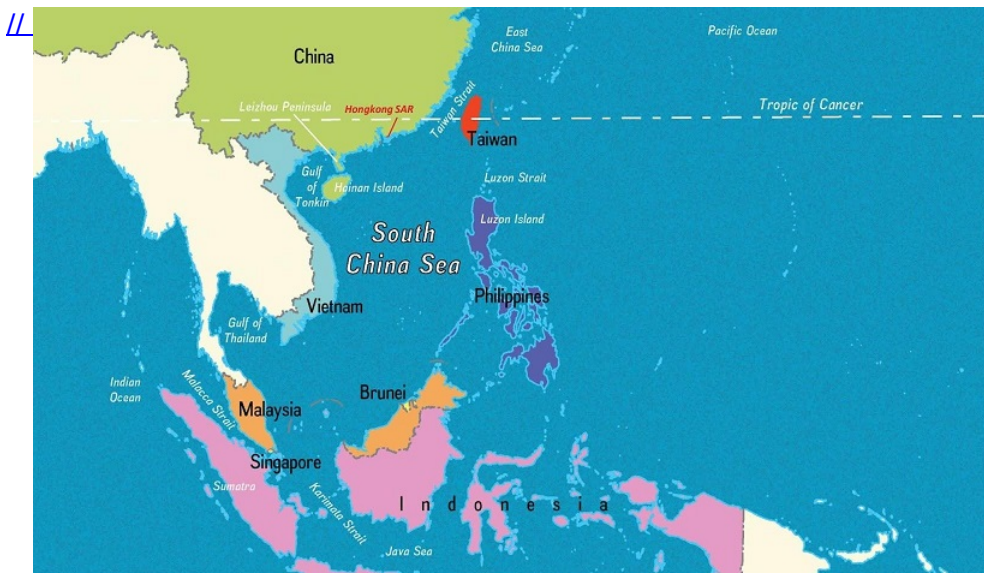 //
East
China Sea
Pacific Ocean
China
Leizhou Peninsula
Hongkong SAR
Taiwan Strait
Tropic of Cancer
Taiwan
Gulf
of
Tonkin
Hainan Island
Luzon Strait
Luzon Island
South
China Sea
Vietnam
Philippines
Gulf of
Thailand
Indian
Ocean
Malacca Strait
Malaysia
Brunei
Singapore
Sumatra
Karimata Strait
Indonesia
Java Sea